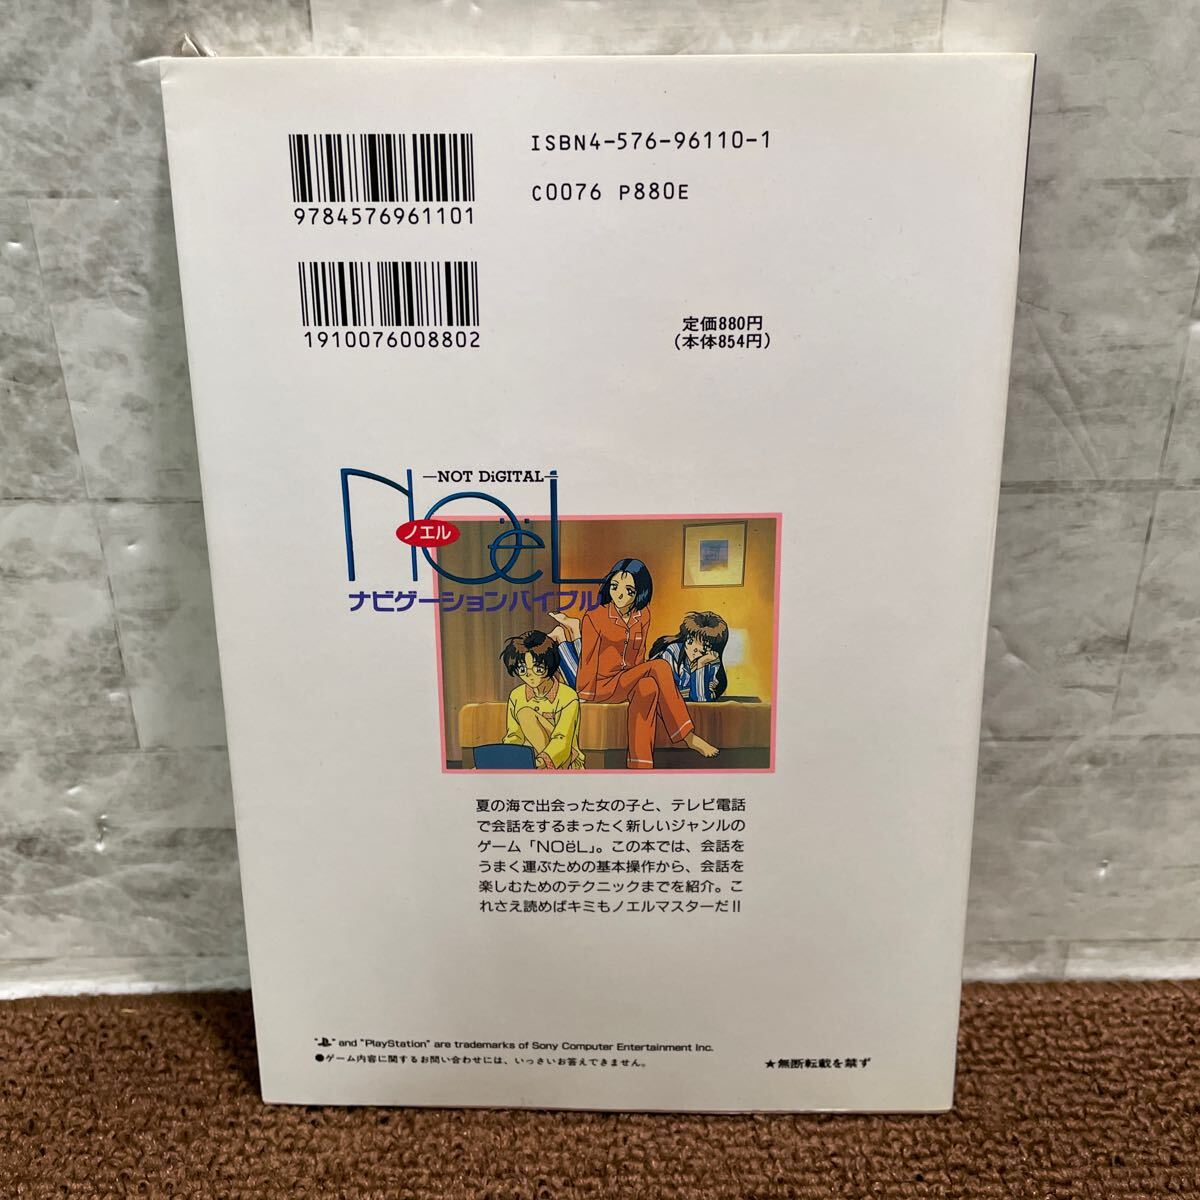 ISBN4-576-96110-1
C0076 P880E
9784576961101
1910076008802
定価880円
(本体854円)
—NOT DiGITAL—
NOëL
ノエル
ナビゲーションバイブル
夏の海で出会った女の子と、テレビ電話
で会話をするまったく新しいジャンルの
ゲーム「NOëL」。この本では、会話を
うまく運ぶための基本操作から、会話を
楽しむためのテクニックまでを紹介。こ
れさえ読めばキミもノエルマスターだ!!
" " and "PlayStation" are trademarks of Sony Computer Entertainment Inc.
●ゲーム内容に関するお問い合わせには、いっさいお答えできません。
★無断転載を禁ず